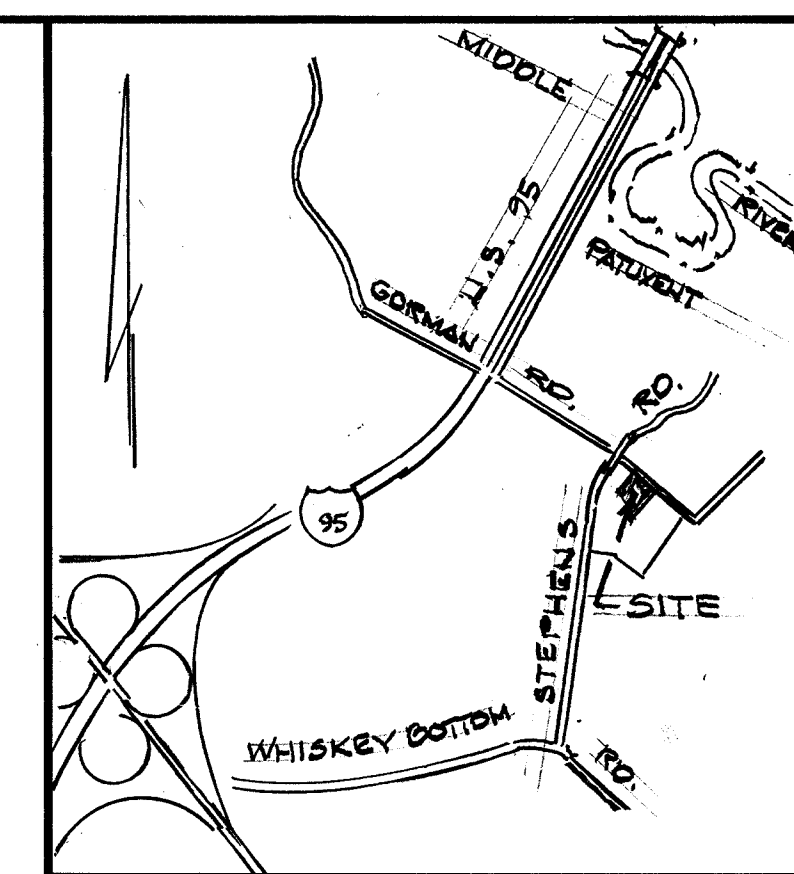 MIDDLE
U.S. 95
RIVER
PATUXENT
GORMAN RD.
RD.
95
STEPHENS
SITE
WHISKEY BOTTOM RD.